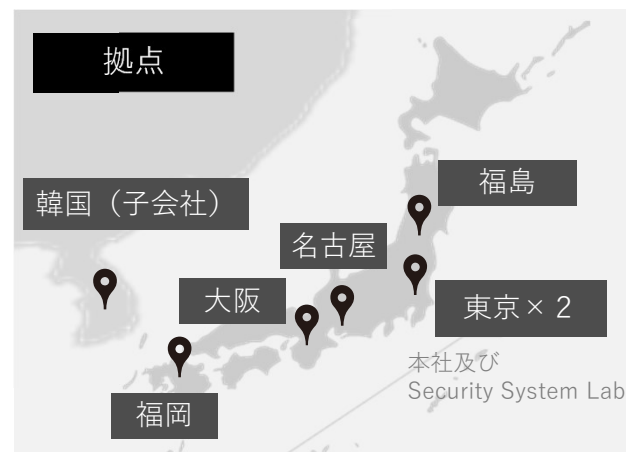 拠点
福島
韓国（子会社）
名古屋
大阪
東京×2
本社及び
Security System Lab
福岡